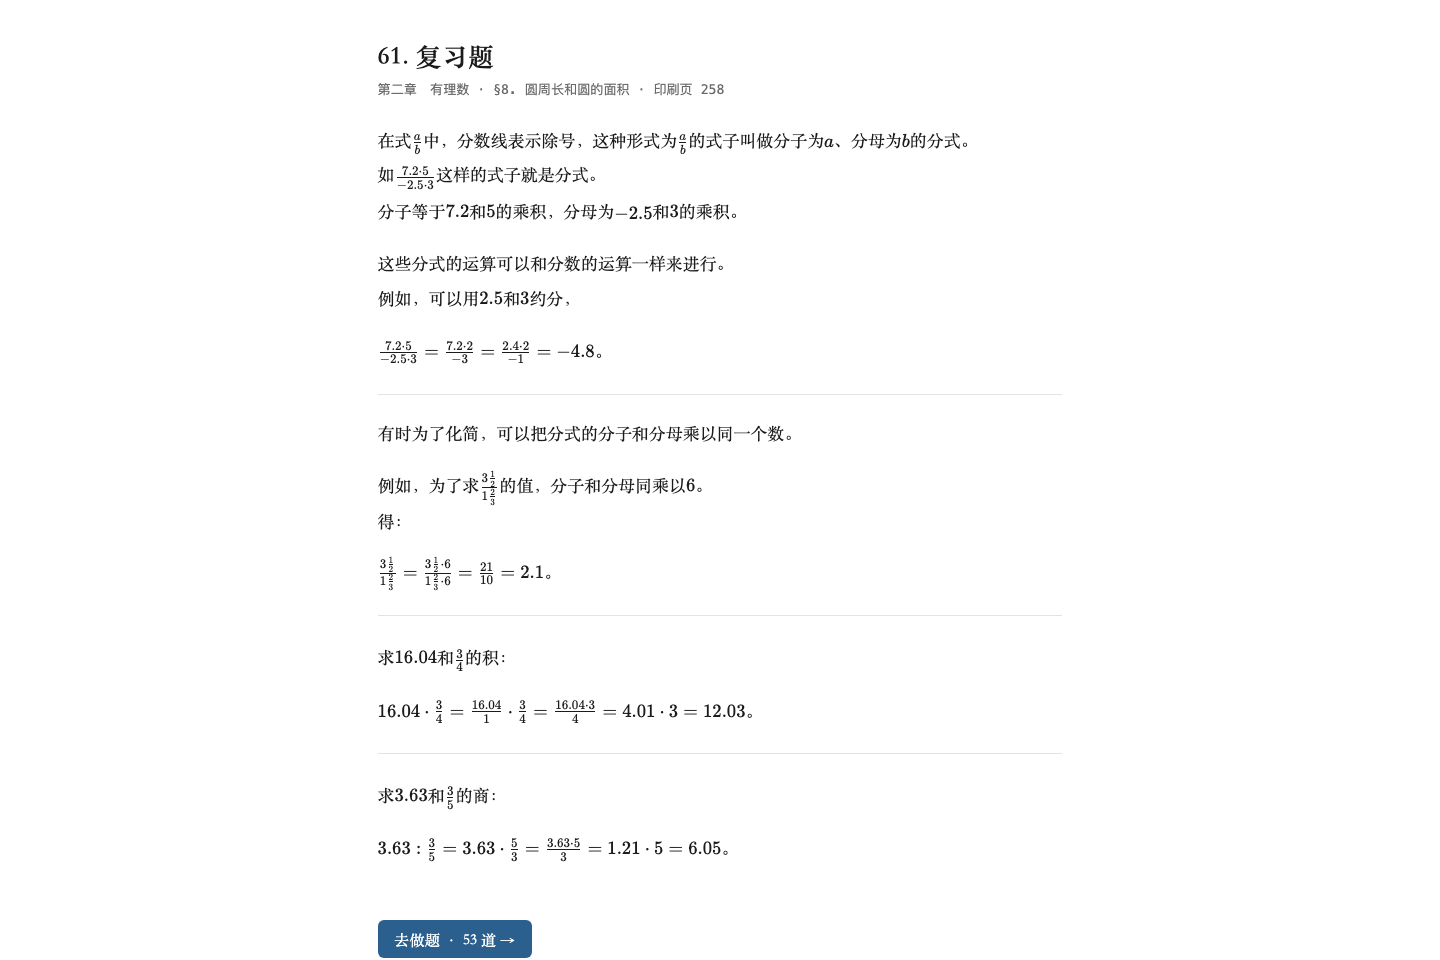 61. 复习题
第二章 有理数 · §8. 圆周长和圆的面积 · 印刷页 258
在式a/b中，分数线表示除号，这种形式为a/b的式子叫做分子为a、分母为b的分式。
如7.2·5/−2.5·3这样的式子就是分式。
分子等于7.2和5的乘积，分母为−2.5和3的乘积。
这些分式的运算可以和分数的运算一样来进行。
例如，可以用2.5和3约分，
7.2·5/−2.5·3 = 7.2·2/−3 = 2.4·2/−1 = −4.8。
有时为了化简，可以把分式的分子和分母乘以同一个数。
例如，为了求3 1/2 / 1 2/3的值，分子和分母同乘以6。
得：
3 1/2 / 1 2/3 = 3 1/2·6 / 1 2/3·6 = 21/10 = 2.1。
求16.04和3/4的积：
16.04 · 3/4 = 16.04/1 · 3/4 = 16.04·3/4 = 4.01 · 3 = 12.03。
求3.63和3/5的商：
3.63 : 3/5 = 3.63 · 5/3 = 3.63·5/3 = 1.21 · 5 = 6.05。
去做题 · 53 道 →